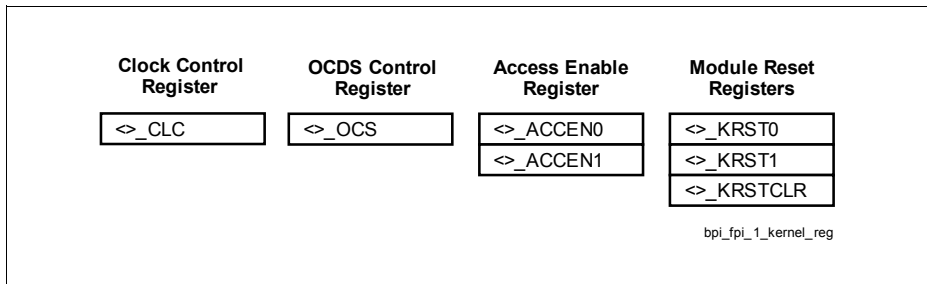 Clock Control
Register
OCDS Control
Register
Access Enable
Register
Module Reset
Registers
<>_CLC
<>_OCS
<>_ACCEN0
<>_KRST0
<>_ACCEN1
<>_KRST1
<>_KRSTCLR
bpi_fpi_1_kernel_reg